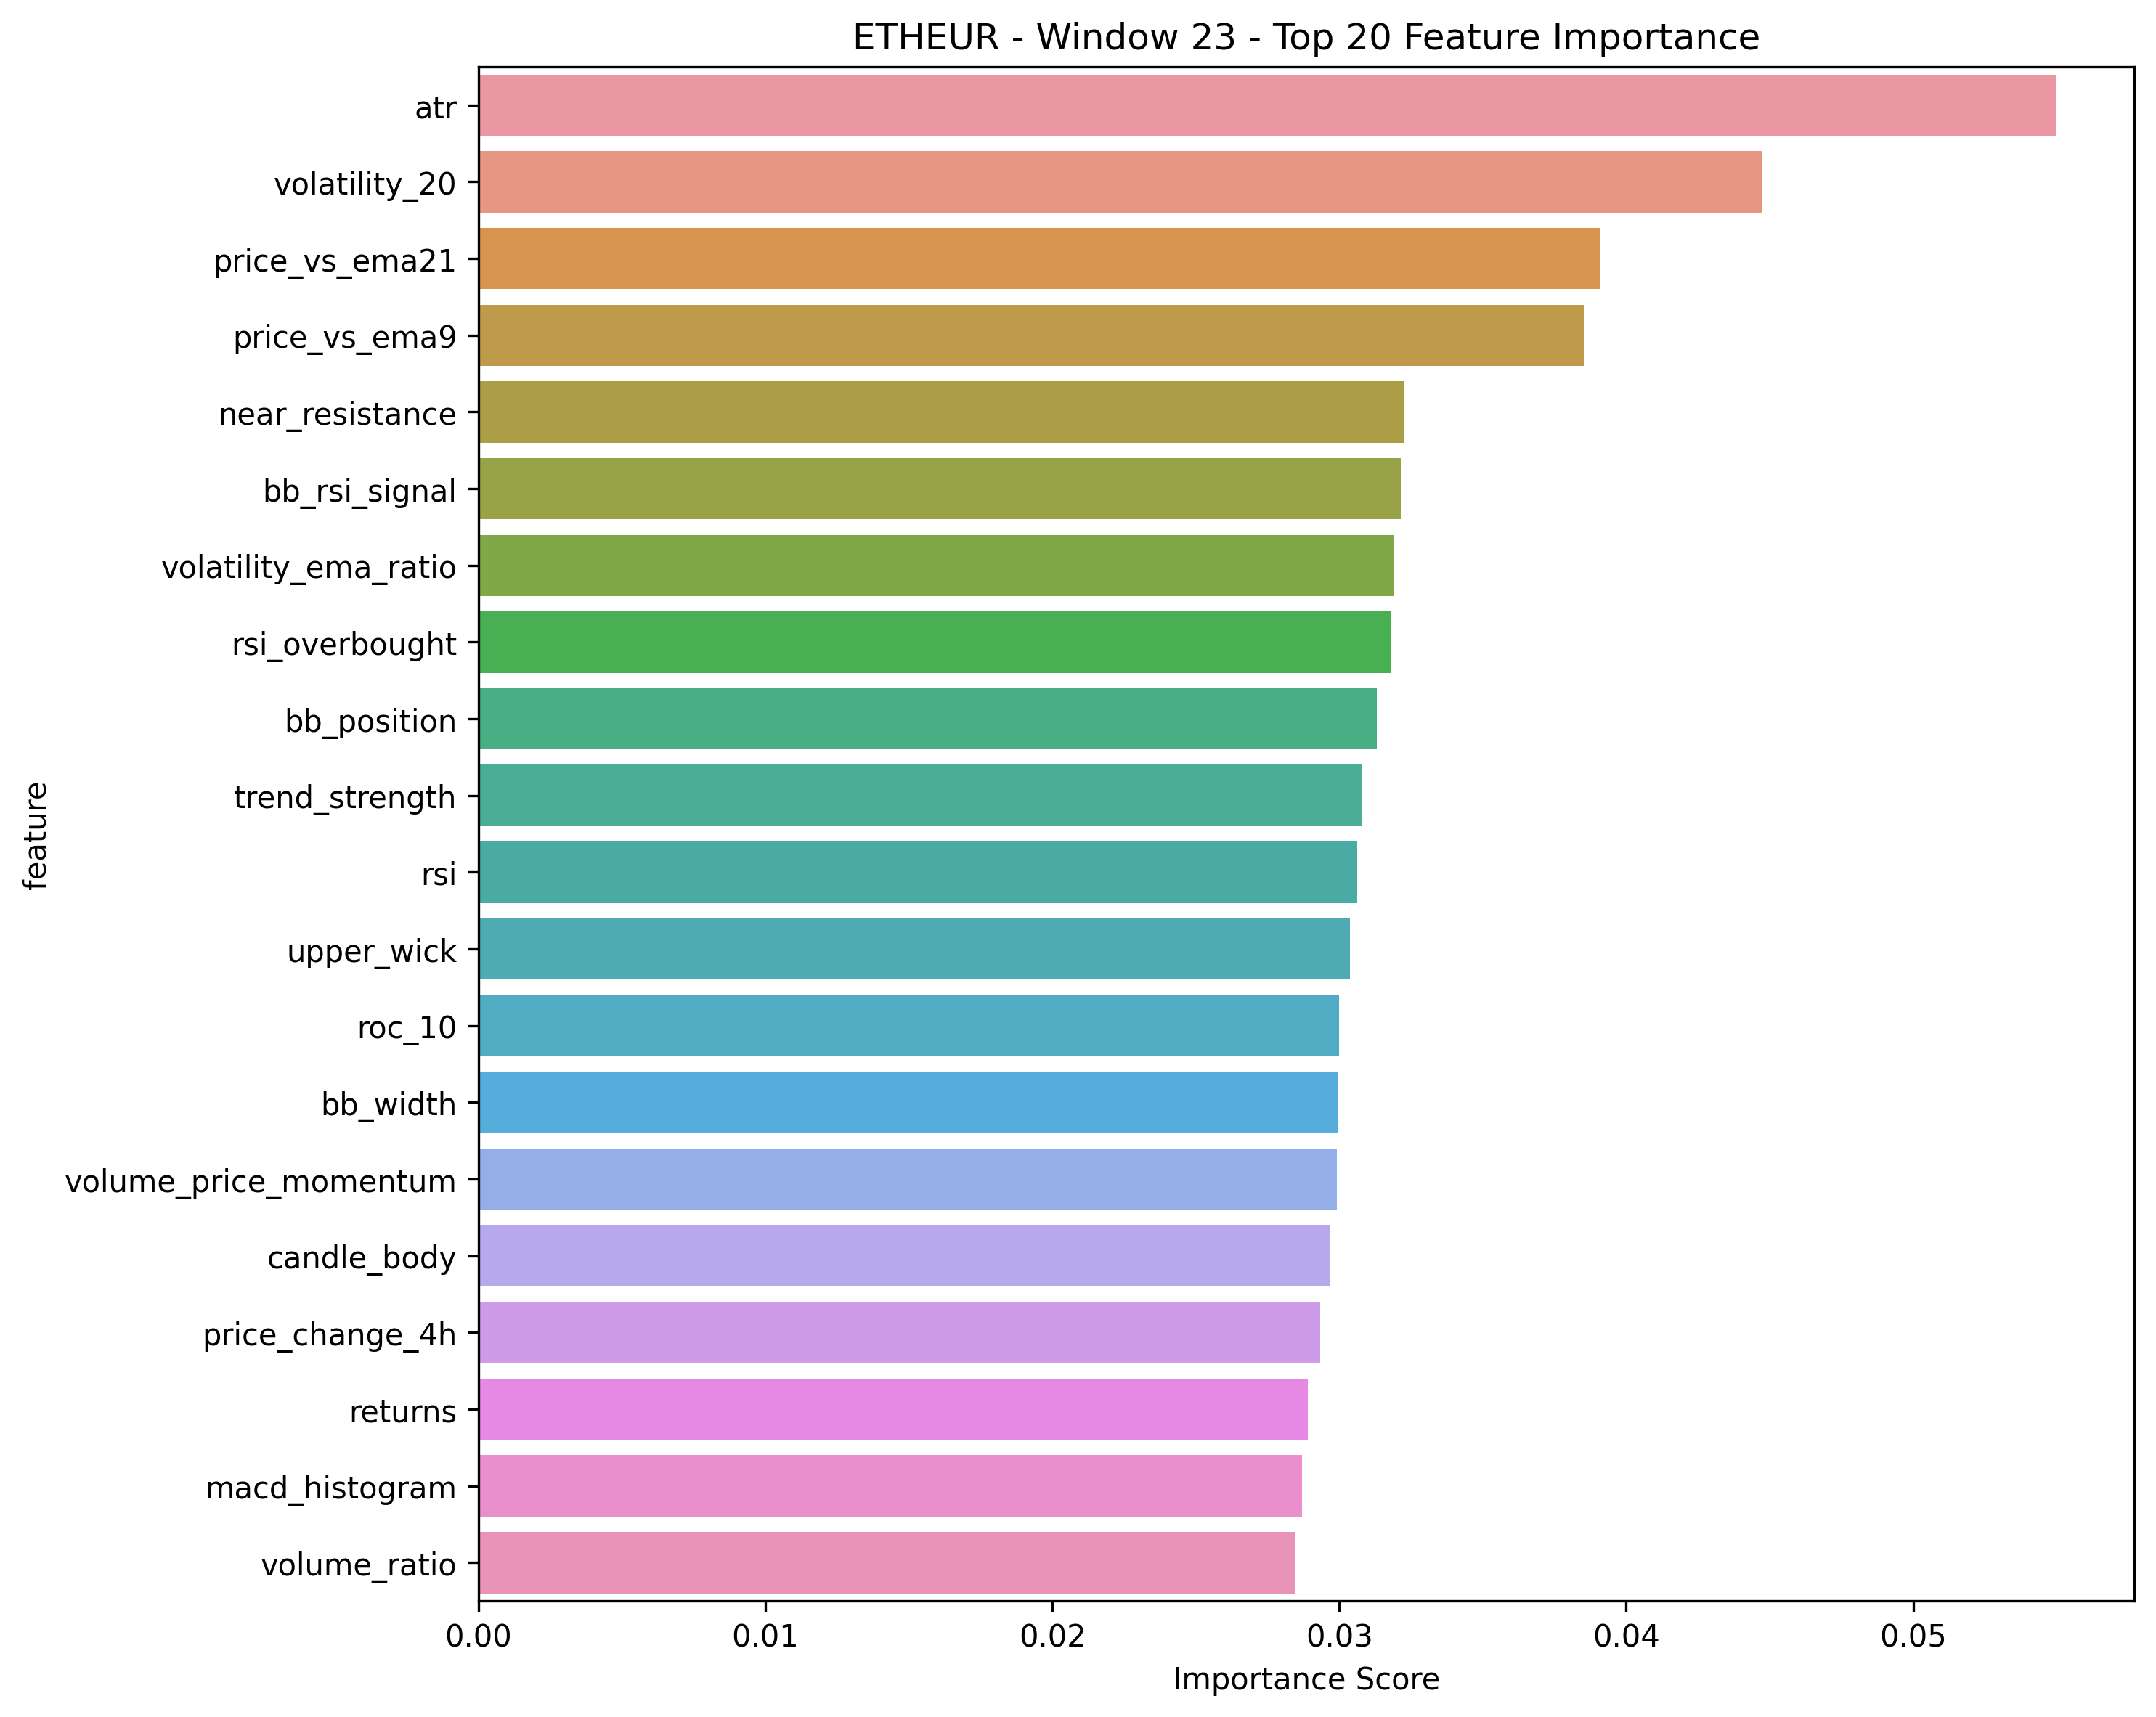 ETHEUR - Window 23 - Top 20 Feature Importance
atr
volatility_20
price_vs_ema21
price_vs_ema9
near_resistance
bb_rsi_signal
volatility_ema_ratio
rsi_overbought
bb_position
trend_strength
rsi
upper_wick
roc_10
bb_width
volume_price_momentum
candle_body
price_change_4h
returns
macd_histogram
volume_ratio
feature
0.00 0.01 0.02 0.03 0.04 0.05
Importance Score